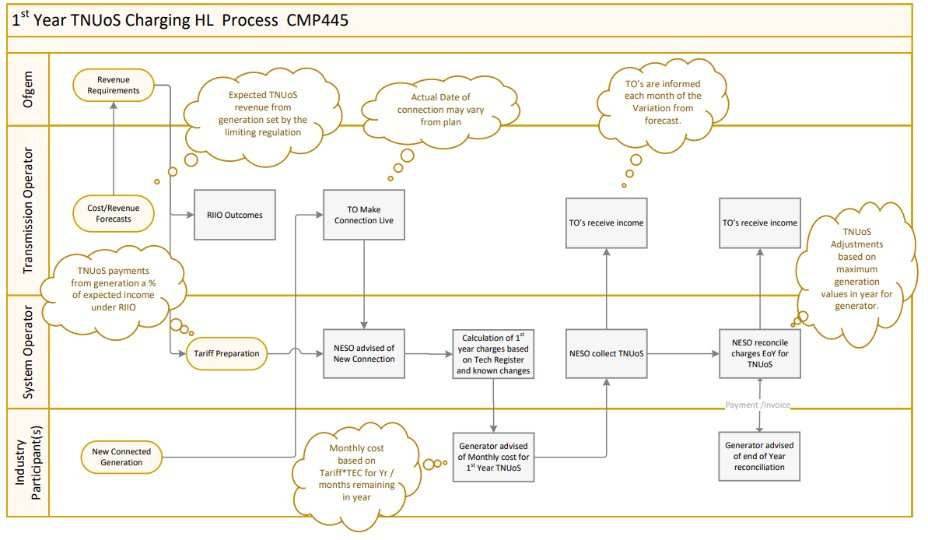 1st Year TNUoS Charging HL Process CMP445
Ofgem
Revenue
Requirements
Expected TNUoS
revenue from
generation set by the
limiting regulation
Actual Date of
connection may vary
from plan
TO's are informed
each month of the
Variation from
forecast.
Transmission Operator
Cost/Revenue
Forecasts
RIIO Outcomes
TO Make
Connection Live
TO's receive income
TO's receive income
TNUoS
Adjustments
based on
maximum
generation
values in year for
generator.
TNUoS payments
from generation a %
of expected income
under RIIO
System Operator
Tariff Preparation
NESO advised of
New Connection
Calculation of 1st
year charges based
on Tech Register
and known changes
NESO collect TNUoS
NESO reconcile
charges EoY for
TNUoS
Payment /Invoice
Industry
Participant(s)
New Connected
Generation
Monthly cost
based on
Tariff*TEC for Yr /
months remaining
in year
Generator advised
of Monthly cost for
1st Year TNUoS
Generator advised
of end of Year
reconciliation